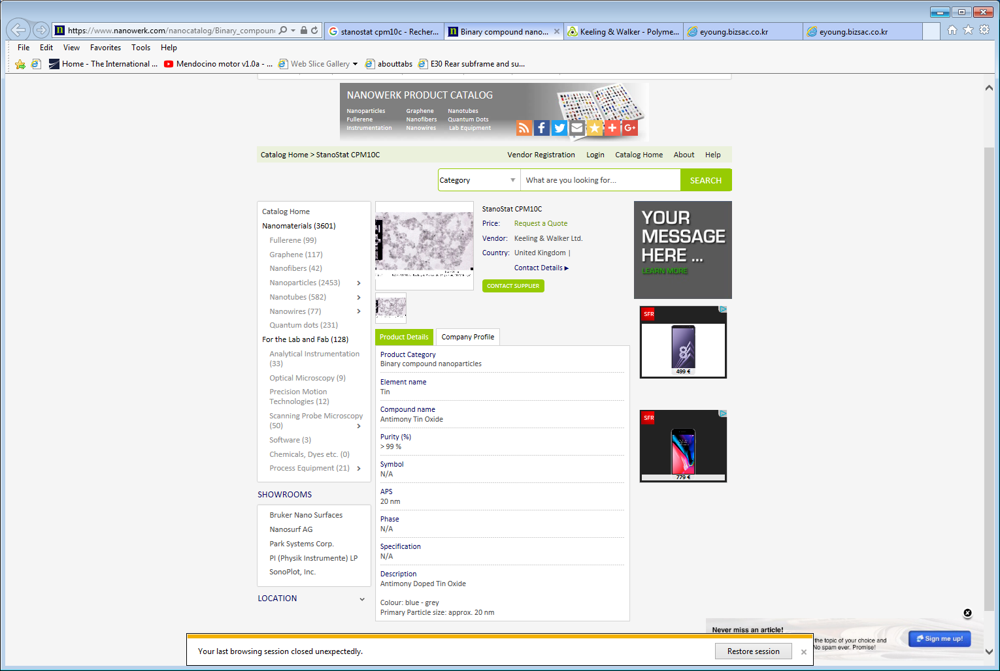 https://www.nanowerk.com/nanocatalog/Binary_compoun
stanostat cpm10c - Recher...
Binary compound nano...
Keeling & Walker - Polyme...
eyoung.bizsac.co.kr
eyoung.bizsac.co.kr
File Edit View Favorites Tools Help
Home - The International ...
Mendocino motor v1.0a - ...
Web Slice Gallery
abouttabs
E30 Rear subframe and su...
NANOWERK PRODUCT CATALOG
Nanoparticles Graphene Nanotubes
Fullerene Nanofibers Quantum Dots
Instrumentation Nanowires Lab Equipment
Catalog Home > StanoStat CPM10C
Vendor Registration Login Catalog Home About Help
Category
What are you looking for...
SEARCH
Catalog Home
Nanomaterials (3601)
Fullerene (99)
Graphene (117)
Nanofibers (42)
Nanoparticles (2453)
Nanotubes (582)
Nanowires (77)
Quantum dots (231)
For the Lab and Fab (128)
Analytical Instrumentation
(33)
Optical Microscopy (9)
Precision Motion
Technologies (12)
Scanning Probe Microscopy
(50)
Software (3)
Chemicals, Dyes etc. (0)
Process Equipment (21)
SHOWROOMS
Bruker Nano Surfaces
Nanosurf AG
Park Systems Corp.
PI (Physik Instrumente) LP
SonoPlot, Inc.
LOCATION
StanoStat CPM10C
Price: Request a Quote
Vendor: Keeling & Walker Ltd.
Country: United Kingdom |
Contact Details
CONTACT SUPPLIER
Product Details
Company Profile
Product Category
Binary compound nanoparticles
Element name
Tin
Compound name
Antimony Tin Oxide
Purity (%)
> 99 %
Symbol
N/A
APS
20 nm
Phase
N/A
Specification
N/A
Description
Antimony Doped Tin Oxide
Colour: blue - grey
Primary Particle size: approx. 20 nm
YOUR
MESSAGE
HERE ...
LEARN MORE
SFR
499 €
SFR
779 €
Never miss an article!
the topic of your choice and
No spam ever. Promise!
Sign me up!
Your last browsing session closed unexpectedly.
Restore session